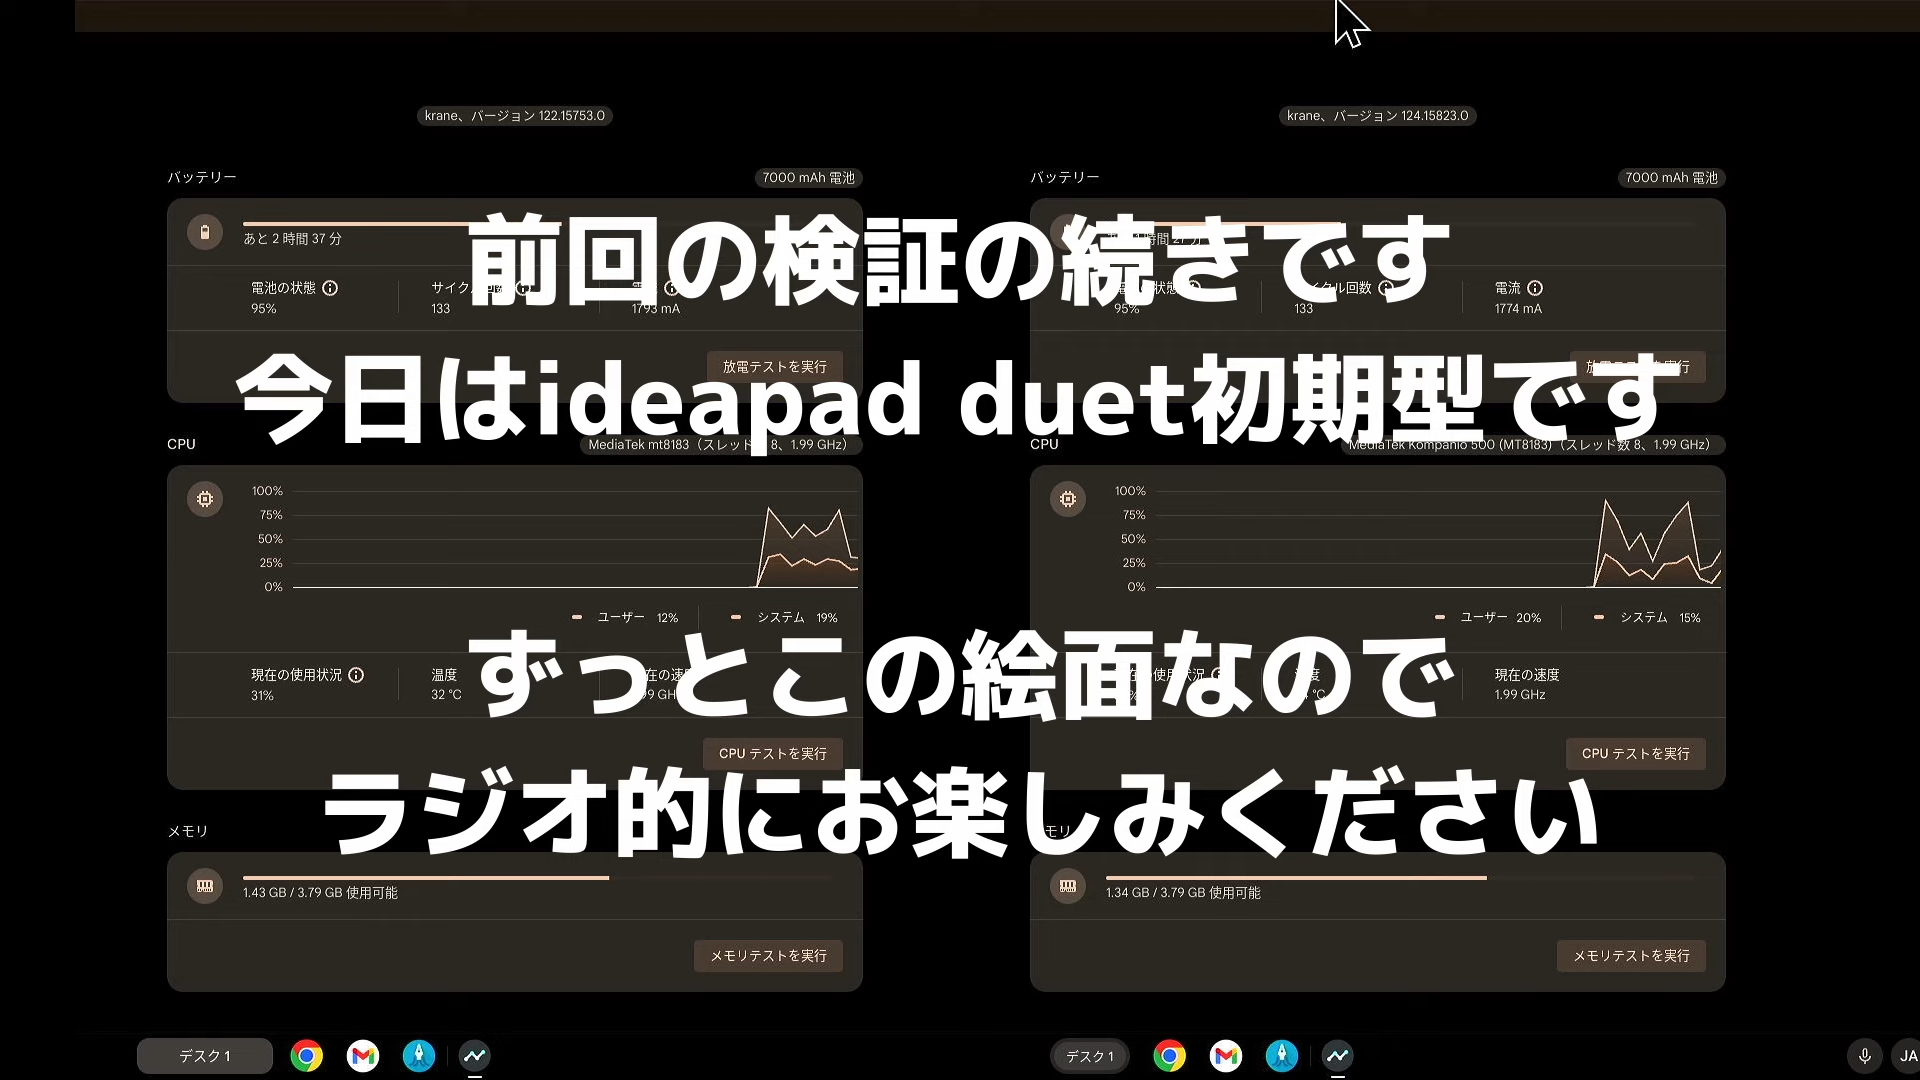 krane、バージョン 122.15753.0
krane、バージョン 124.15823.0
バッテリー
7000 mAh 電池
バッテリー
7000 mAh 電池
前回の検証の続きです
あと 2 時間 37 分
電池の状態
95%
133
1793 mA
95%
サイクル回数
133
電流
1774 mA
放電テストを実行
今日はideapad duet初期型です
CPU
MediaTek mt8183（スレッド 8、1.99 GHz）
CPU
MediaTek Kompanio 500 (MT8183)（スレッド数 8、1.99 GHz）
100%
75%
50%
25%
0%
ユーザー 12%
システム 19%
100%
75%
50%
25%
0%
ユーザー 20%
システム 15%
ずっとこの絵面なので
現在の使用状況
31%
温度
32 °C
現在の速度
1.99 GHz
CPU テストを実行
CPU テストを実行
ラジオ的にお楽しみください
メモリ
1.43 GB / 3.79 GB 使用可能
メモリテストを実行
1.34 GB / 3.79 GB 使用可能
メモリテストを実行
デスク 1
デスク 1
JA